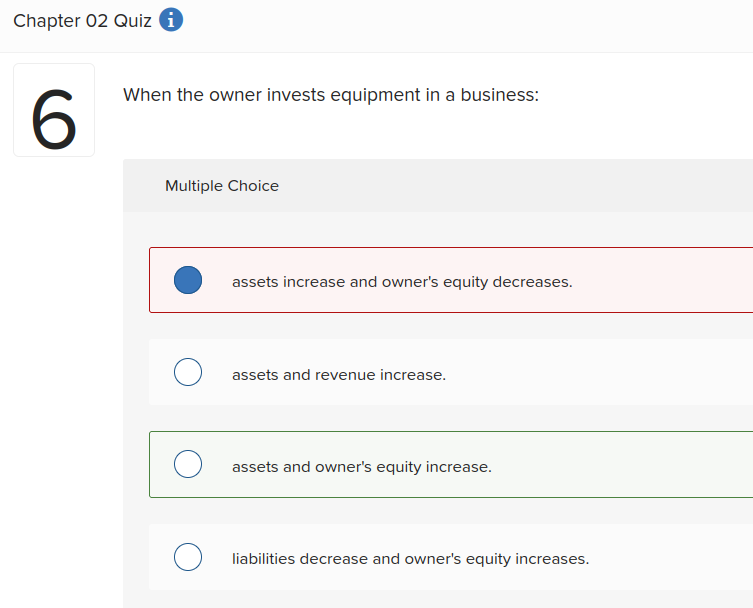 Chapter 02 Quiz i
6
When the owner invests equipment in a business:
Multiple Choice
assets increase and owner's equity decreases.
assets and revenue increase.
assets and owner's equity increase.
liabilities decrease and owner's equity increases.